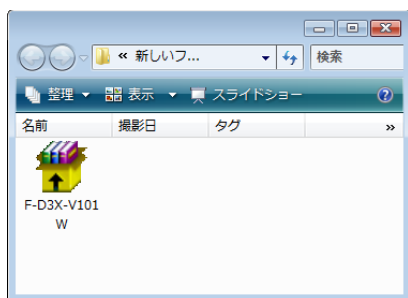 « 新しいフ...
検索
整理 表示 スライドショー
名前 撮影日 タグ »
F-D3X-V101
W